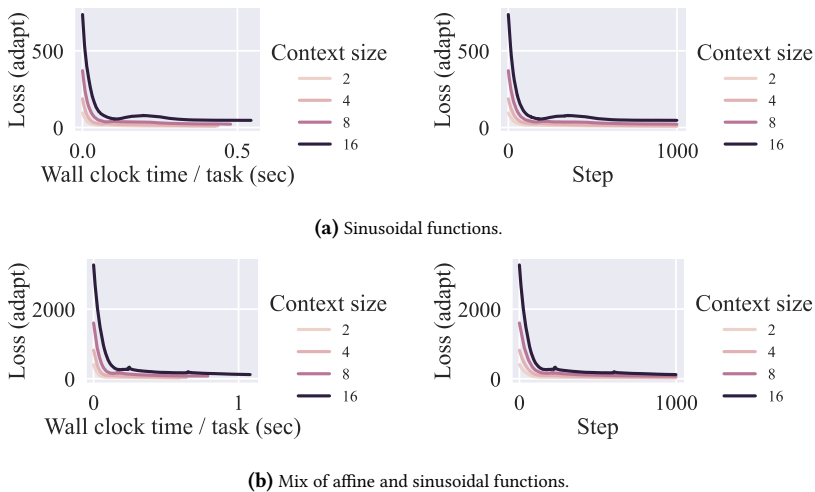 Loss (adapt)
500
0
0.0
0.5
Wall clock time / task (sec)
Context size
2
4
8
16
Loss (adapt)
500
0
0
1000
Step
Context size
2
4
8
16
(a) Sinusoidal functions.
Loss (adapt)
2000
0
0
1
Wall clock time / task (sec)
Context size
2
4
8
16
Loss (adapt)
2000
0
0
1000
Step
Context size
2
4
8
16
(b) Mix of affine and sinusoidal functions.